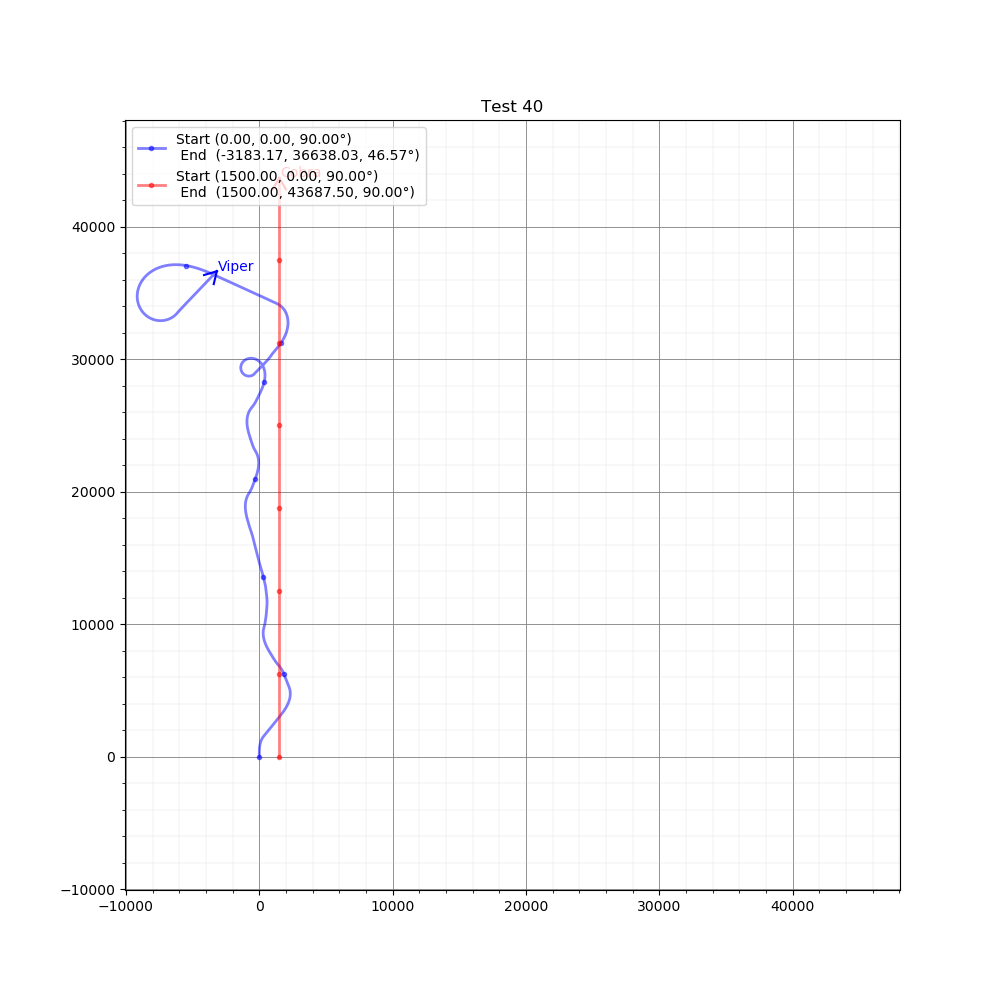 Test 40
Start (0.00, 0.00, 90.00°)
End (-3183.17, 36638.03, 46.57°)
Start (1500.00, 0.00, 90.00°)
End (1500.00, 43687.50, 90.00°)
Viper
40000
30000
20000
10000
0
−10000
−10000 0 10000 20000 30000 40000